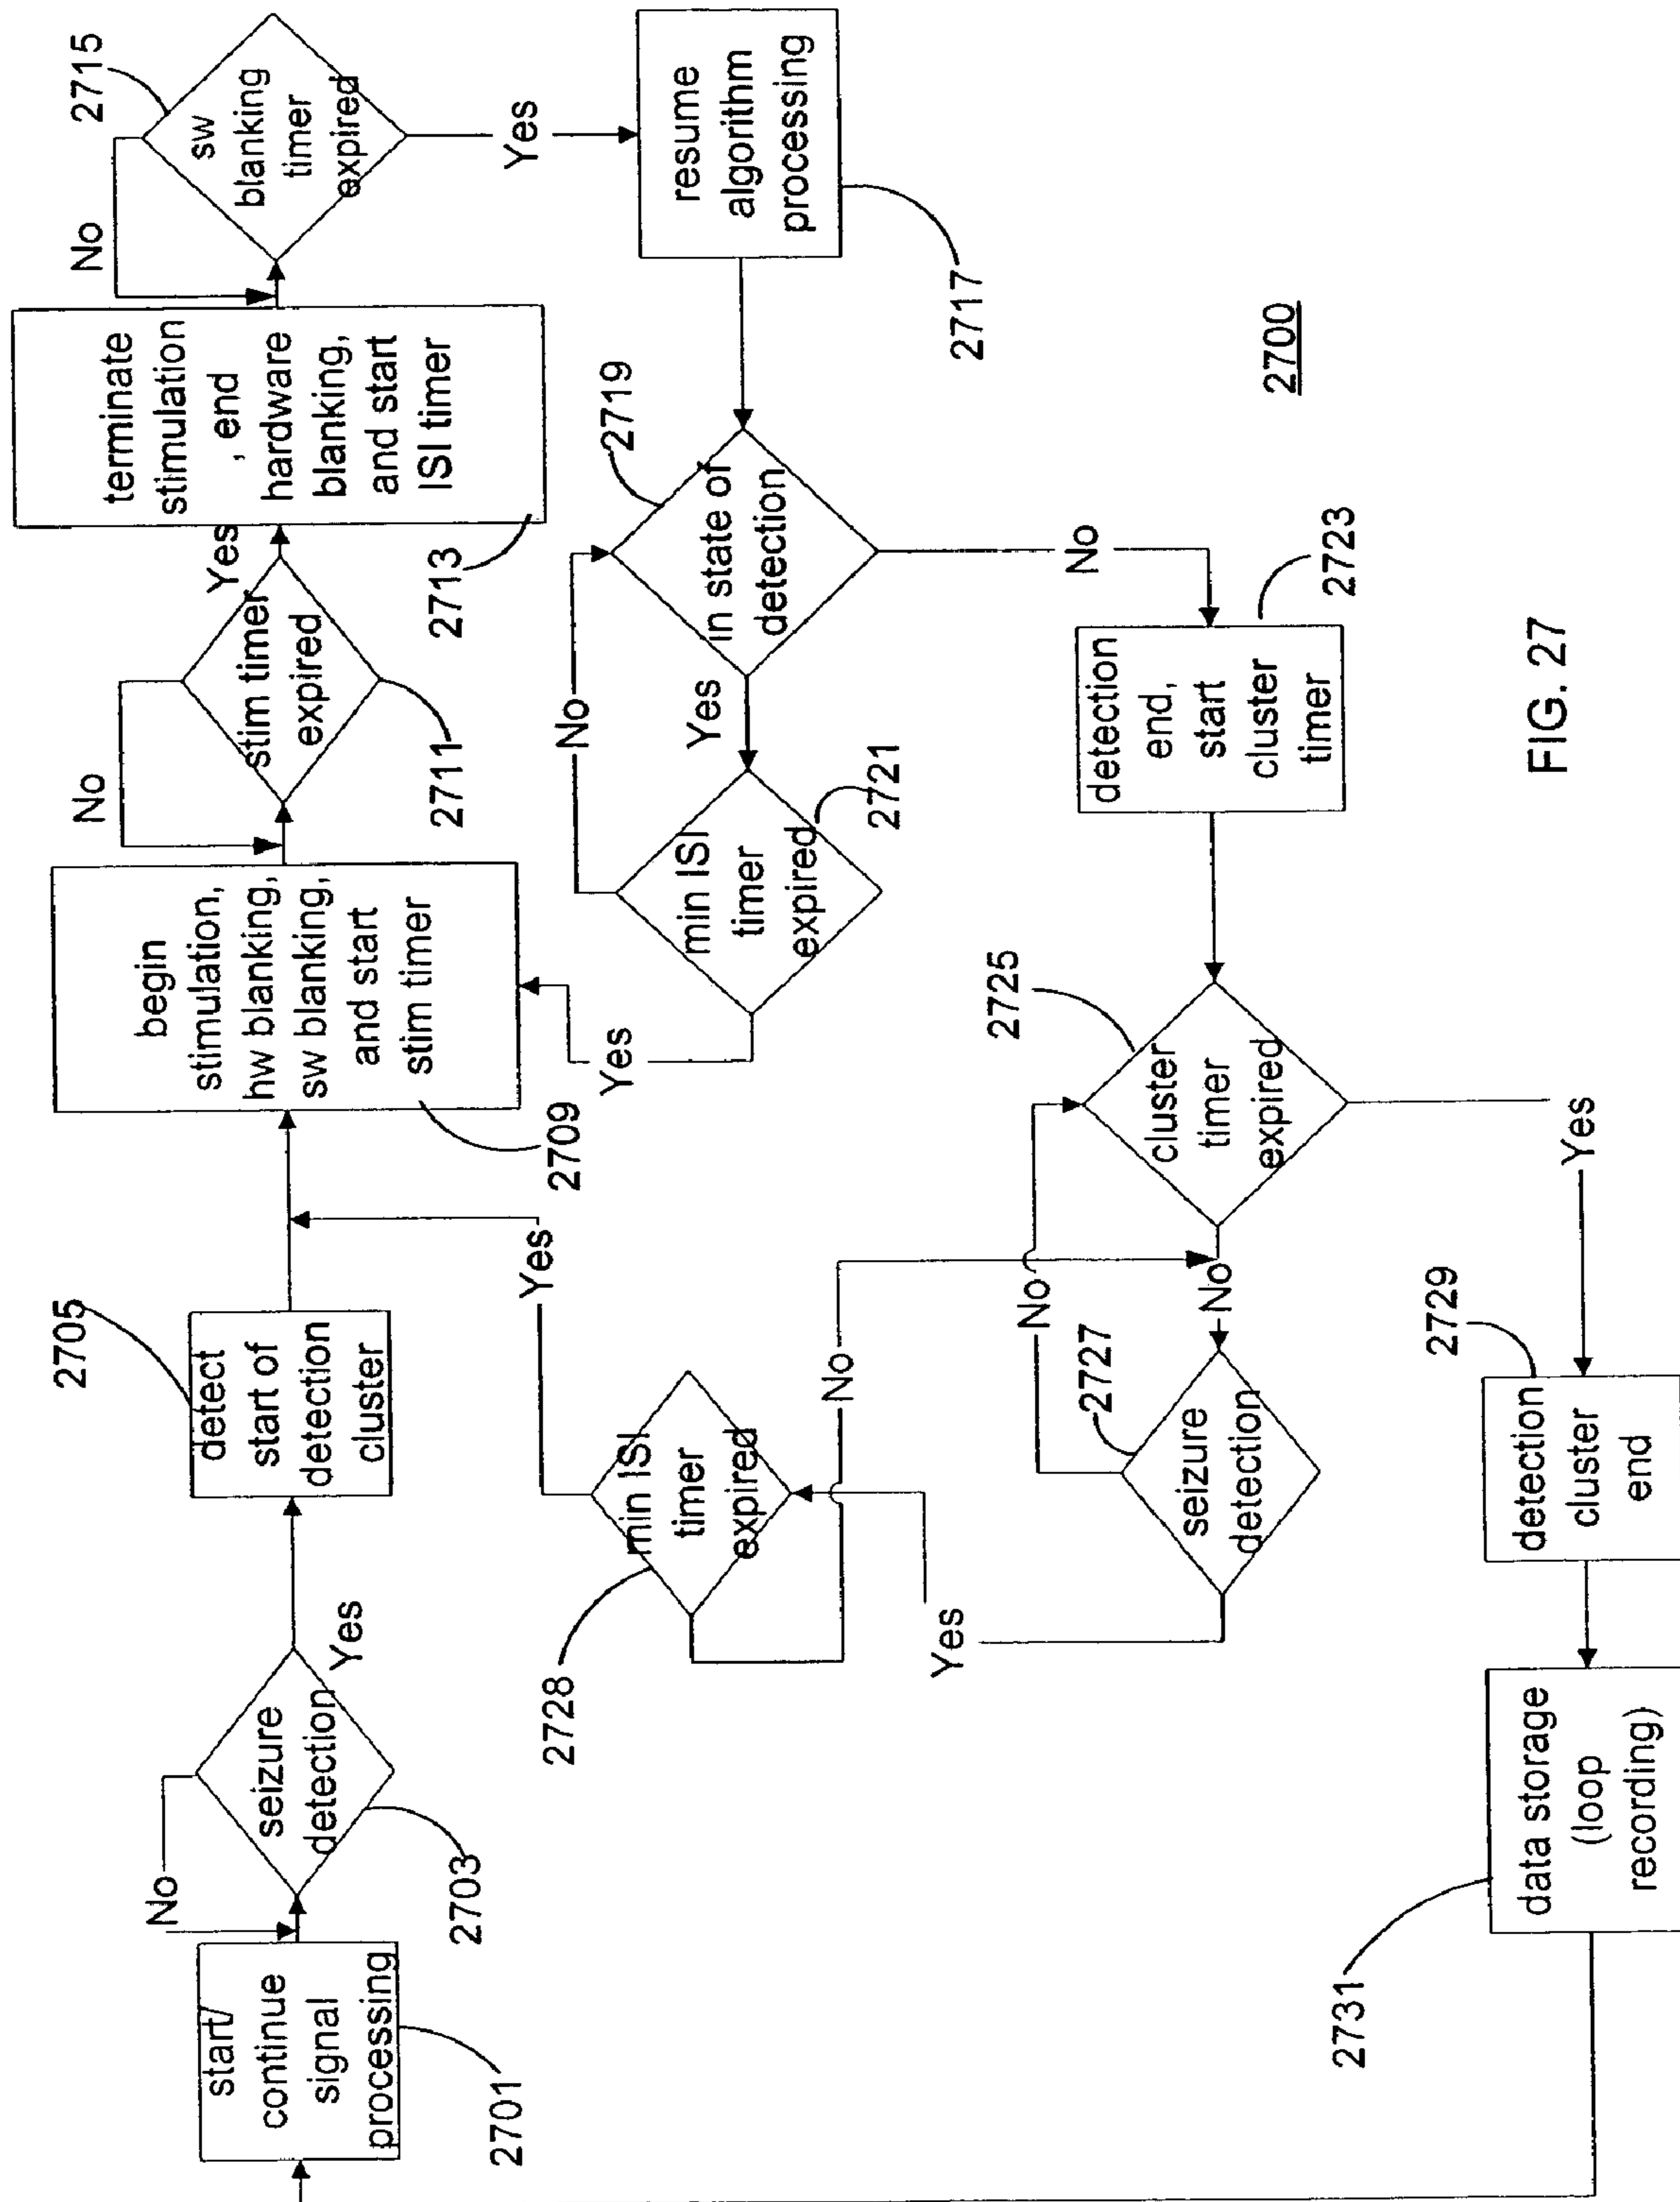 start/
continue
signal
processing
2701
No
seizure
detection
2703
Yes
detect
start of
detection
cluster
2705
begin
stimulation,
hw blanking,
sw blanking,
and start
stim timer
2709
No
stim timer
expired
2711
Yes
terminate
stimulation
, end
hardware
blanking,
and start
ISI timer
2713
No
sw
blanking
timer
expired
2715
Yes
resume
algorithm
processing
2717
in state of
detection
2719
No
Yes
min ISI
timer
expired
2721
Yes
No
detection
end,
start
cluster
timer
2723
cluster
timer
expired
2725
No
Yes
seizure
detection
2727
No
Yes
min ISI
timer
expired
2728
Yes
No
detection
cluster
end
2729
data storage
(loop
recording)
2731
2700
FIG. 27